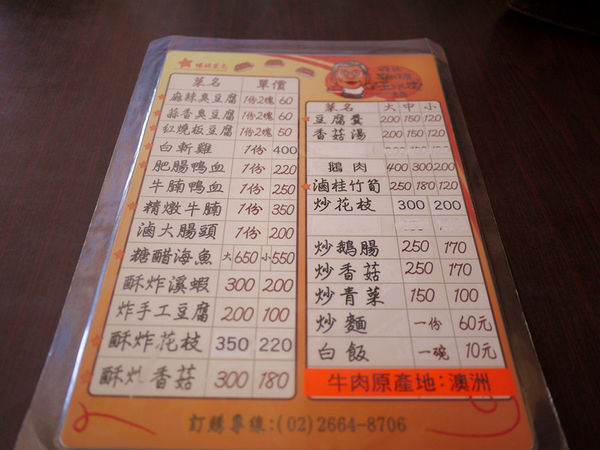 菜名 單價
麻辣臭豆腐 1份2塊 60
蒜香臭豆腐 1份2塊 60
紅燒板豆腐 1份2塊 50
白斬雞 1份 400
肥腸鴨血 1份 220
牛腩鴨血 1份 250
精燉牛腩 1份 350
滷大腸頭 1份 200
糖醋海魚 大650 小550
酥炸溪蝦 300 200
炸手工豆腐 200 100
酥炸花枝 350 220
酥炸香菇 300 180
菜名 大 中 小
豆腐羹 200 150 120
香菇湯 200 150 120
鵝肉 400 300 200
滷桂竹筍 250 180 120
炒花枝 300 200
炒鵝腸 250 170
炒香菇 250 170
炒青菜 150 100
炒麵 一份 60元
白飯 一碗 10元
牛肉原產地:澳洲
訂購專線:(02)2664-8706